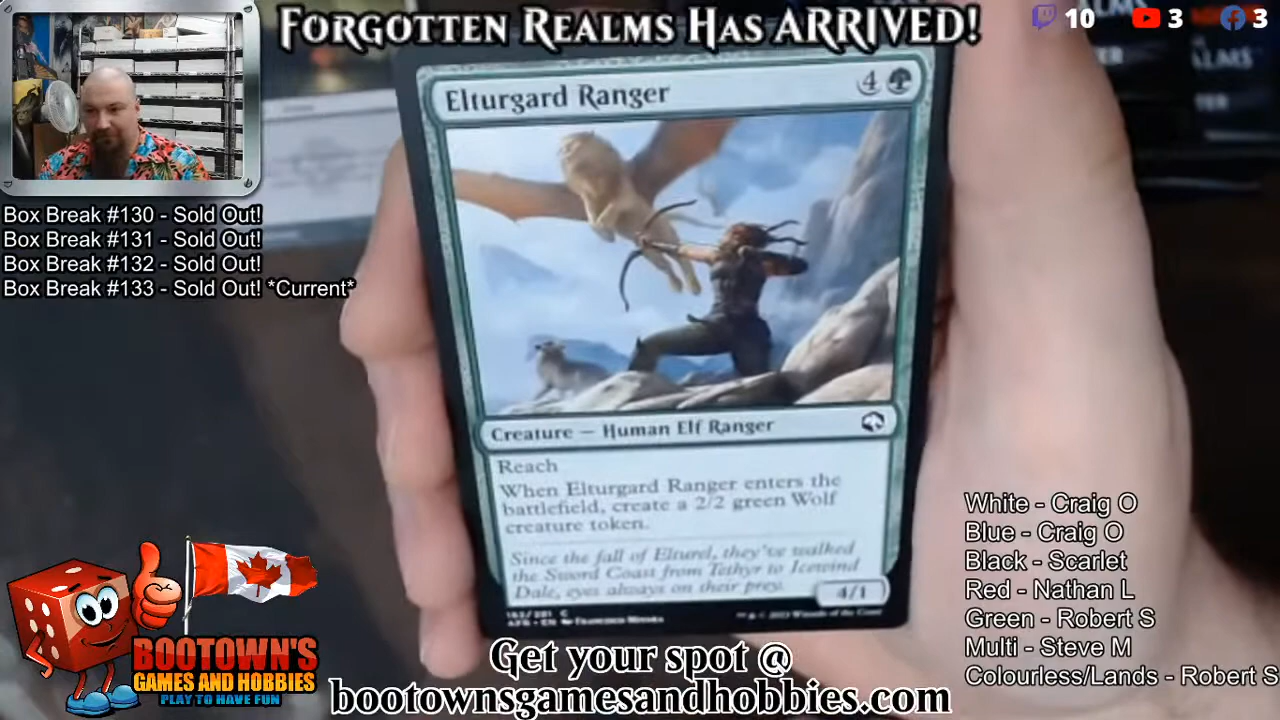 FORGOTTEN REALMS HAS ARRIVED!
10 3 3
Box Break #130 - Sold Out!
Box Break #131 - Sold Out!
Box Break #132 - Sold Out!
Box Break #133 - Sold Out! *Current*
Elturgard Ranger 4
Creature — Human Elf Ranger
Reach
When Elturgard Ranger enters the
battlefield, create a 2/2 green Wolf
creature token.
Since the fall of Elturel, they've walked
the Sword Coast from Tethyr to Icewind
Dale, eyes always on their prey.
4/1
AFR • EN
White - Craig O
Blue - Craig O
Black - Scarlet
Red - Nathan L
Green - Robert S
Multi - Steve M
Colourless/Lands - Robert S
BOOTOWN'S
GAMES AND HOBBIES
PLAY TO HAVE FUN
Get your spot @
bootownsgamesandhobbies.com